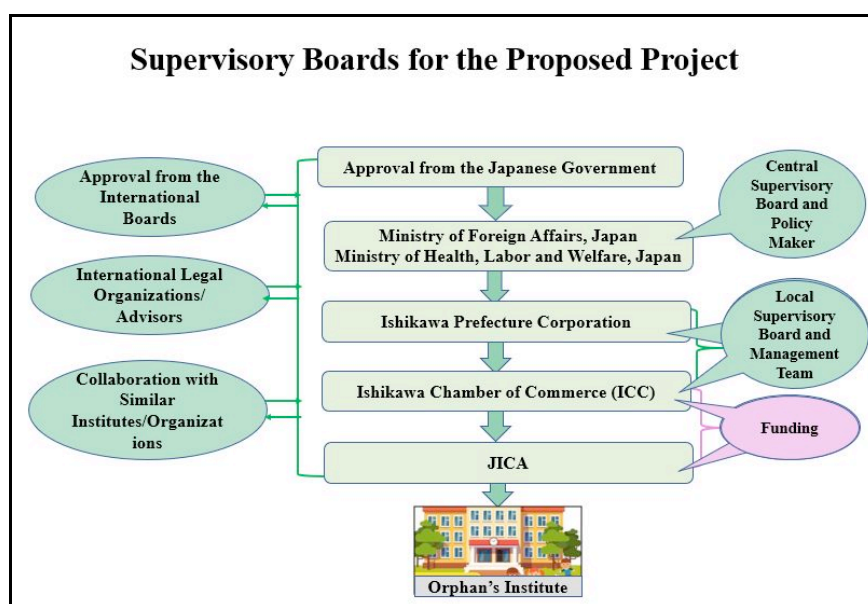 Supervisory Boards for the Proposed Project
Approval from the
International
Boards
International Legal
Organizations/
Advisors
Collaboration with
Similar
Institutes/Organizat
ions
Approval from the Japanese Government
Ministry of Foreign Affairs, Japan
Ministry of Health, Labor and Welfare, Japan
Ishikawa Prefecture Corporation
Ishikawa Chamber of Commerce (ICC)
JICA
Orphan's Institute
Central
Supervisory
Board and
Policy
Maker
Local
Supervisory
Board and
Management
Team
Funding